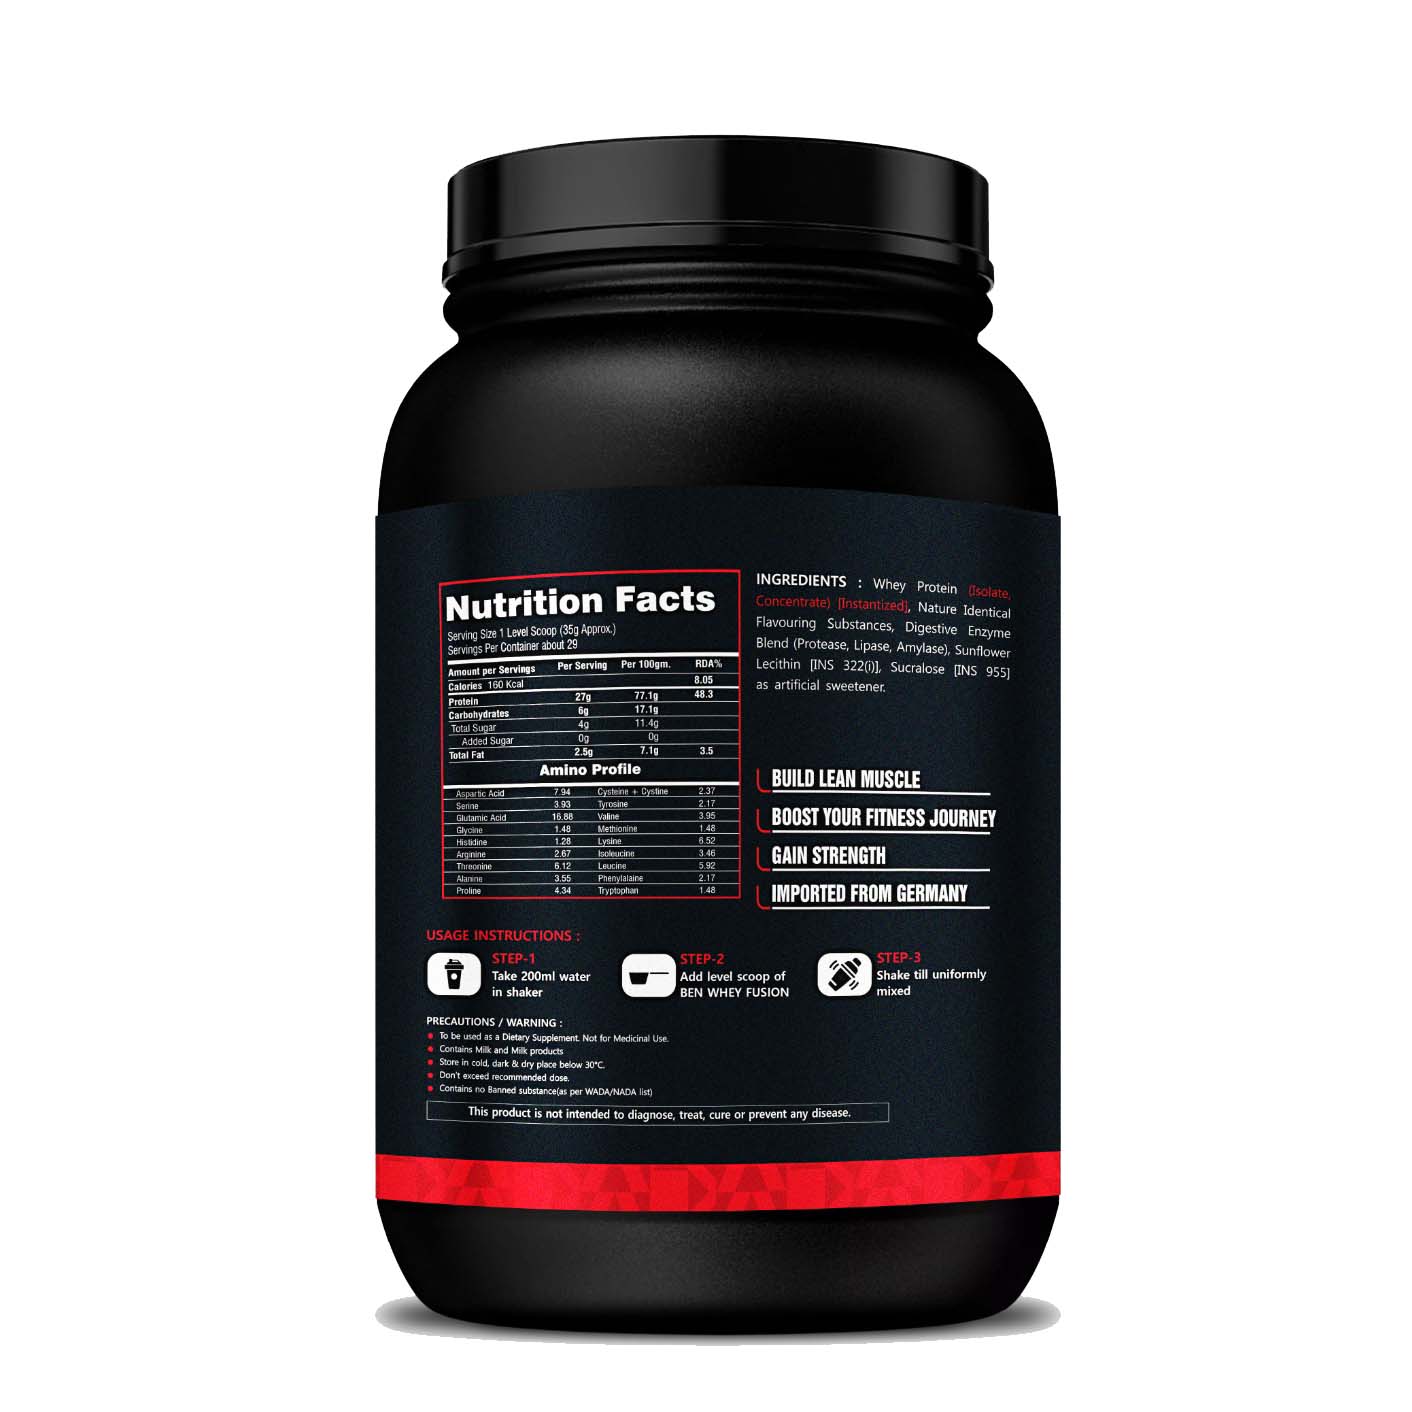 Nutrition Facts
Serving Size 1 Level Scoop (35g Approx.)
Servings Per Container about 29
Amount per Servings Per Serving Per 100gm. RDA%
Calories 160 Kcal 8.05
Protein 27g 77.1g 48.3
Carbohydrates 6g 17.1g
Total Sugar 4g 11.4g
Added Sugar 0g 0g
Total Fat 2.5g 7.1g 3.5
Amino Profile
Aspartic Acid 7.94 Cysteine + Cystine 2.37
Serine 3.93 Tyrosine 2.17
Glutamic Acid 16.88 Valine 3.95
Glycine 1.48 Methionine 1.48
Histidine 1.28 Lysine 6.52
Arginine 2.67 Isoleucine 3.46
Threonine 6.12 Leucine 5.92
Alanine 3.55 Phenylalaine 2.17
Proline 4.34 Tryptophan 1.48
INGREDIENTS : Whey Protein (Isolate,
Concentrate) [Instantized], Nature Identical
Flavouring Substances, Digestive Enzyme
Blend (Protease, Lipase, Amylase), Sunflower
Lecithin [INS 322(i)], Sucralose [INS 955]
as artificial sweetener.
BUILD LEAN MUSCLE
BOOST YOUR FITNESS JOURNEY
GAIN STRENGTH
IMPORTED FROM GERMANY
USAGE INSTRUCTIONS :
STEP-1
Take 200ml water
in shaker
STEP-2
Add level scoop of
BEN WHEY FUSION
STEP-3
Shake till uniformly
mixed
PRECAUTIONS / WARNING :
To be used as a Dietary Supplement. Not for Medicinal Use.
Contains Milk and Milk products
Store in cold, dark & dry place below 30°C.
Don't exceed recommended dose.
Contains no Banned substance(as per WADA/NADA list)
This product is not intended to diagnose, treat, cure or prevent any disease.